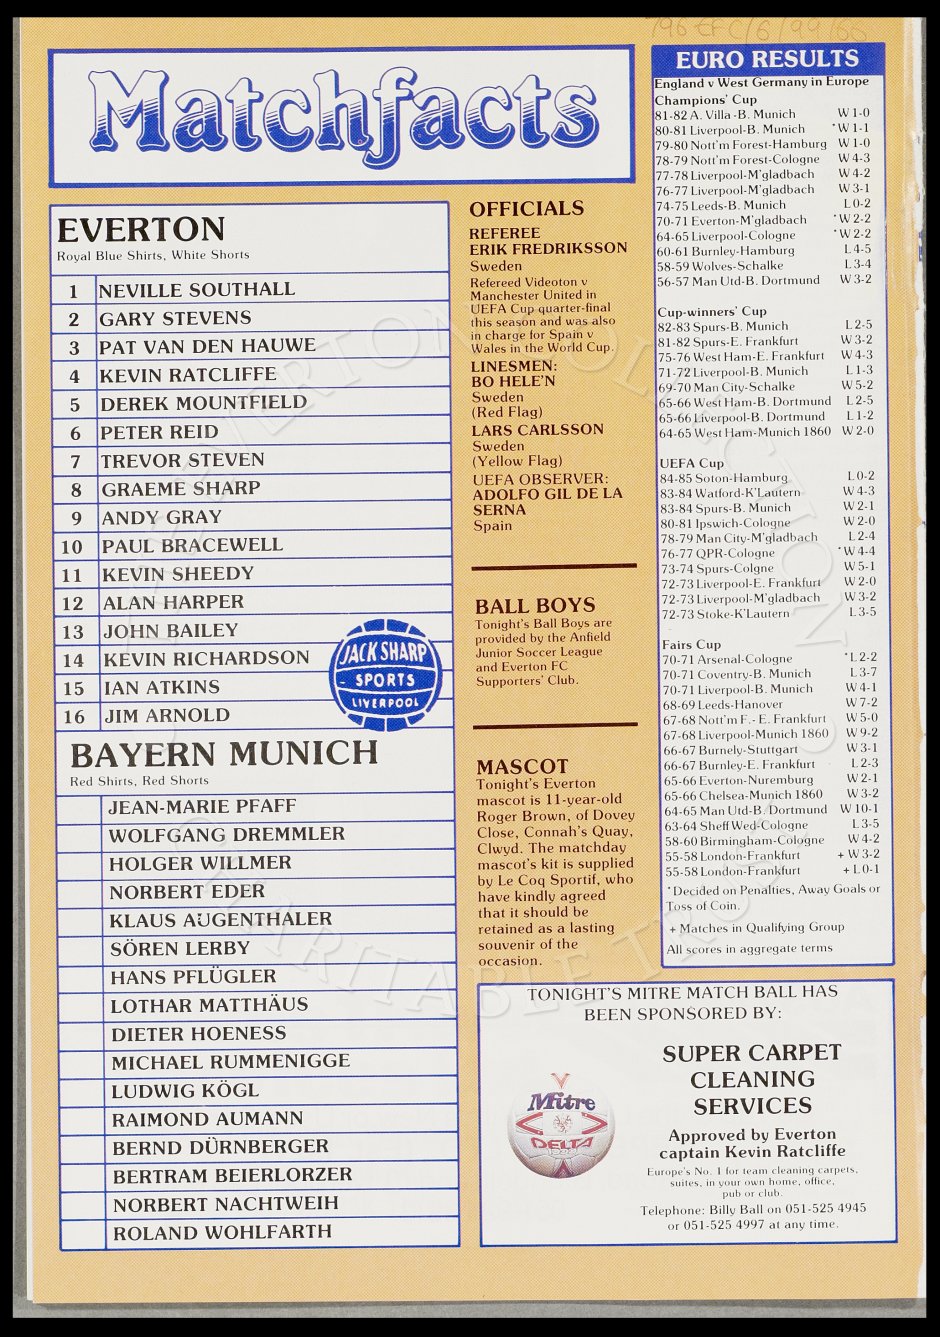 796 EFC/6/99/65
Matchfacts
EVERTON
Royal Blue Shirts, White Shorts
1 NEVILLE SOUTHALL
2 GARY STEVENS
3 PAT VAN DEN HAUWE
4 KEVIN RATCLIFFE
5 DEREK MOUNTFIELD
6 PETER REID
7 TREVOR STEVEN
8 GRAEME SHARP
9 ANDY GRAY
10 PAUL BRACEWELL
11 KEVIN SHEEDY
12 ALAN HARPER
13 JOHN BAILEY
14 KEVIN RICHARDSON
15 IAN ATKINS
16 JIM ARNOLD
JACK SHARP
SPORTS
LIVERPOOL
BAYERN MUNICH
Red Shirts, Red Shorts
JEAN-MARIE PFAFF
WOLFGANG DREMMLER
HOLGER WILLMER
NORBERT EDER
KLAUS AUGENTHALER
SÖREN LERBY
HANS PFLÜGLER
LOTHAR MATTHÄUS
DIETER HOENESS
MICHAEL RUMMENIGGE
LUDWIG KÖGL
RAIMOND AUMANN
BERND DÜRNBERGER
BERTRAM BEIERLORZER
NORBERT NACHTWEIH
ROLAND WOHLFARTH
OFFICIALS
REFEREE
ERIK FREDRIKSSON
Sweden
Refereed Videoton v
Manchester United in
UEFA Cup quarter-final
this season and was also
in charge for Spain v
Wales in the World Cup.
LINESMEN:
BO HELE'N
Sweden
(Red Flag)
LARS CARLSSON
Sweden
(Yellow Flag)
UEFA OBSERVER:
ADOLFO GIL DE LA
SERNA
Spain
BALL BOYS
Tonight's Ball Boys are
provided by the Anfield
Junior Soccer League
and Everton FC
Supporters' Club.
MASCOT
Tonight's Everton
mascot is 11-year-old
Roger Brown, of Dovey
Close, Connah's Quay,
Clwyd. The matchday
mascot's kit is supplied
by Le Coq Sportif, who
have kindly agreed
that it should be
retained as a lasting
souvenir of the
occasion.
EURO RESULTS
England v West Germany in Europe
Champions' Cup
81-82 A. Villa -B. Munich W 1-0
80-81 Liverpool-B. Munich *W 1-1
79-80 Nott'm Forest-Hamburg W 1-0
78-79 Nott'm Forest-Cologne W 4-3
77-78 Liverpool-M'gladbach W 4-2
76-77 Liverpool-M'gladbach W 3-1
74-75 Leeds-B. Munich L 0-2
70-71 Everton-M'gladbach *W 2-2
64-65 Liverpool-Cologne *W 2-2
60-61 Burnley-Hamburg L 4-5
58-59 Wolves-Schalke L 3-4
56-57 Man Utd-B. Dortmund W 3-2
Cup-winners' Cup
82-83 Spurs-B. Munich L 2-5
81-82 Spurs-E. Frankfurt W 3-2
75-76 West Ham-E. Frankfurt W 4-3
71-72 Liverpool-B. Munich L 1-3
69-70 Man City-Schalke W 5-2
65-66 West Ham-B. Dortmund L 2-5
65-66 Liverpool-B. Dortmund L 1-2
64-65 West Ham-Munich 1860 W 2-0
UEFA Cup
84-85 Soton-Hamburg L 0-2
83-84 Watford-K'Lautern W 4-3
83-84 Spurs-B. Munich W 2-1
80-81 Ipswich-Cologne W 2-0
78-79 Man City-M'gladbach L 2-4
76-77 QPR-Cologne *W 4-4
73-74 Spurs-Colgne W 5-1
72-73 Liverpool-E. Frankfurt W 2-0
72-73 Liverpool-M'gladbach W 3-2
72-73 Stoke-K'Lautern L 3-5
Fairs Cup
70-71 Arsenal-Cologne *L 2-2
70-71 Coventry-B. Munich L 3-7
70-71 Liverpool-B. Munich W 4-1
68-69 Leeds-Hanover W 7-2
67-68 Nott'm F.- E. Frankfurt W 5-0
67-68 Liverpool-Munich 1860 W 9-2
66-67 Burnely-Stuttgart W 3-1
66-67 Burnley-E. Frankfurt L 2-3
65-66 Everton-Nuremburg W 2-1
65-66 Chelsea-Munich 1860 W 3-2
64-65 Man Utd-B. Dortmund W 10-1
63-64 Sheff Wed-Cologne L 3-5
58-60 Birmingham-Cologne W 4-2
55-58 London-Frankfurt + W 3-2
55-58 London-Frankfurt + L 0-1
*Decided on Penalties, Away Goals or
Toss of Coin.
+ Matches in Qualifying Group
All scores in aggregate terms
TONIGHT'S MITRE MATCH BALL HAS
BEEN SPONSORED BY:
Mitre
DELTA
SUPER CARPET
CLEANING
SERVICES
Approved by Everton
captain Kevin Ratcliffe
Europe's No. 1 for team cleaning carpets,
suites, in your own home, office,
pub or club.
Telephone: Billy Ball on 051-525 4945
or 051-525 4997 at any time.
EVERTON COLLECTION
CHARITABLE TRUST